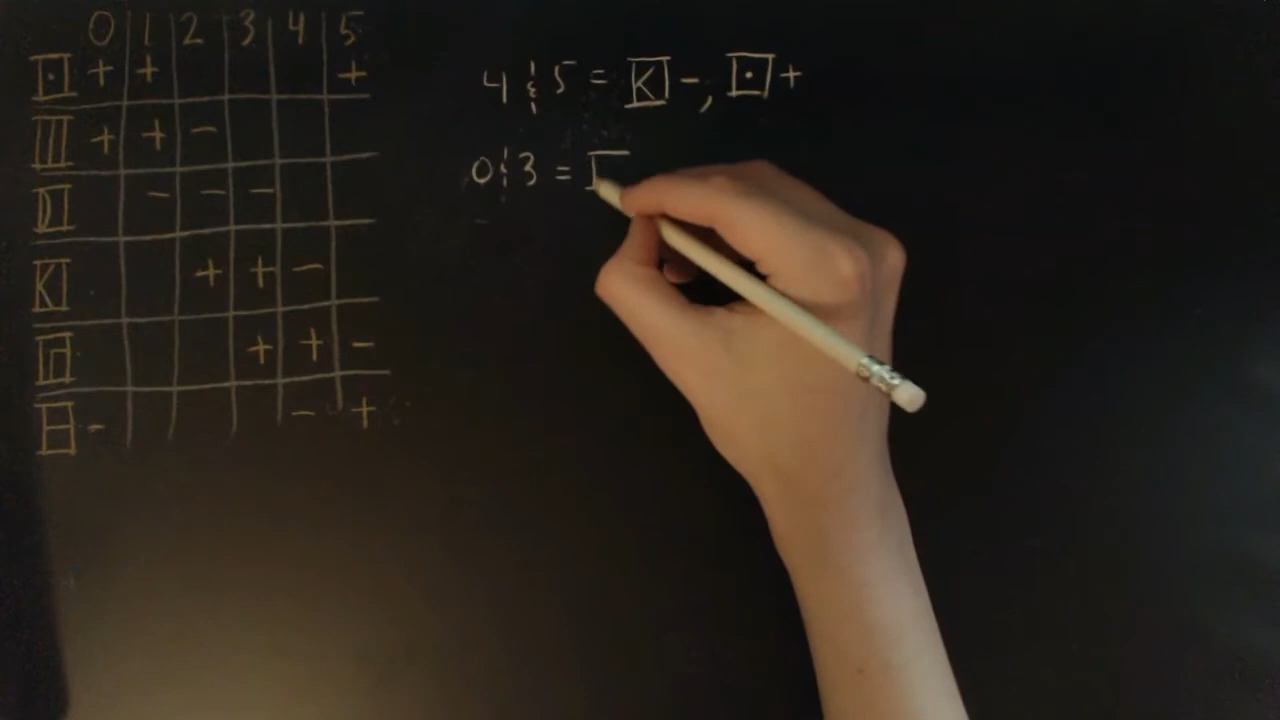 0 1 2 3 4 5
+ + +
+ + -
- - -
K + + -
+ + -
- - +
4 & 5 = K -, +
0 & 3 =